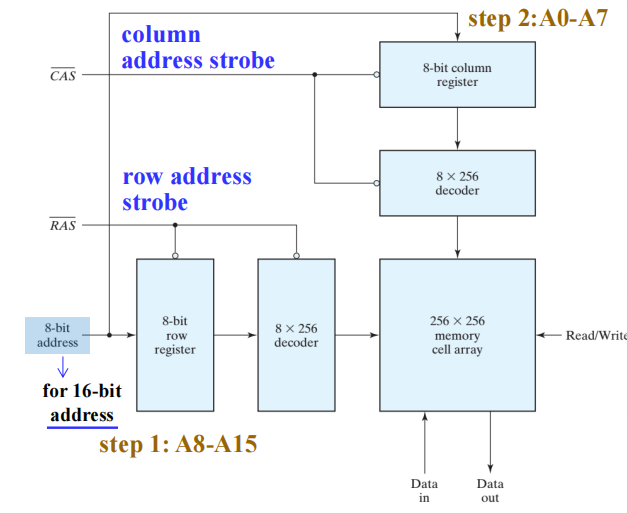 step 2:A0-A7
column
address strobe
CAS
8-bit column
register
row address
strobe
8 × 256
decoder
RAS
8-bit
address
8-bit
row
register
8 × 256
decoder
256 × 256
memory
cell array
Read/Write
for 16-bit
address
step 1: A8-A15
Data
in
Data
out